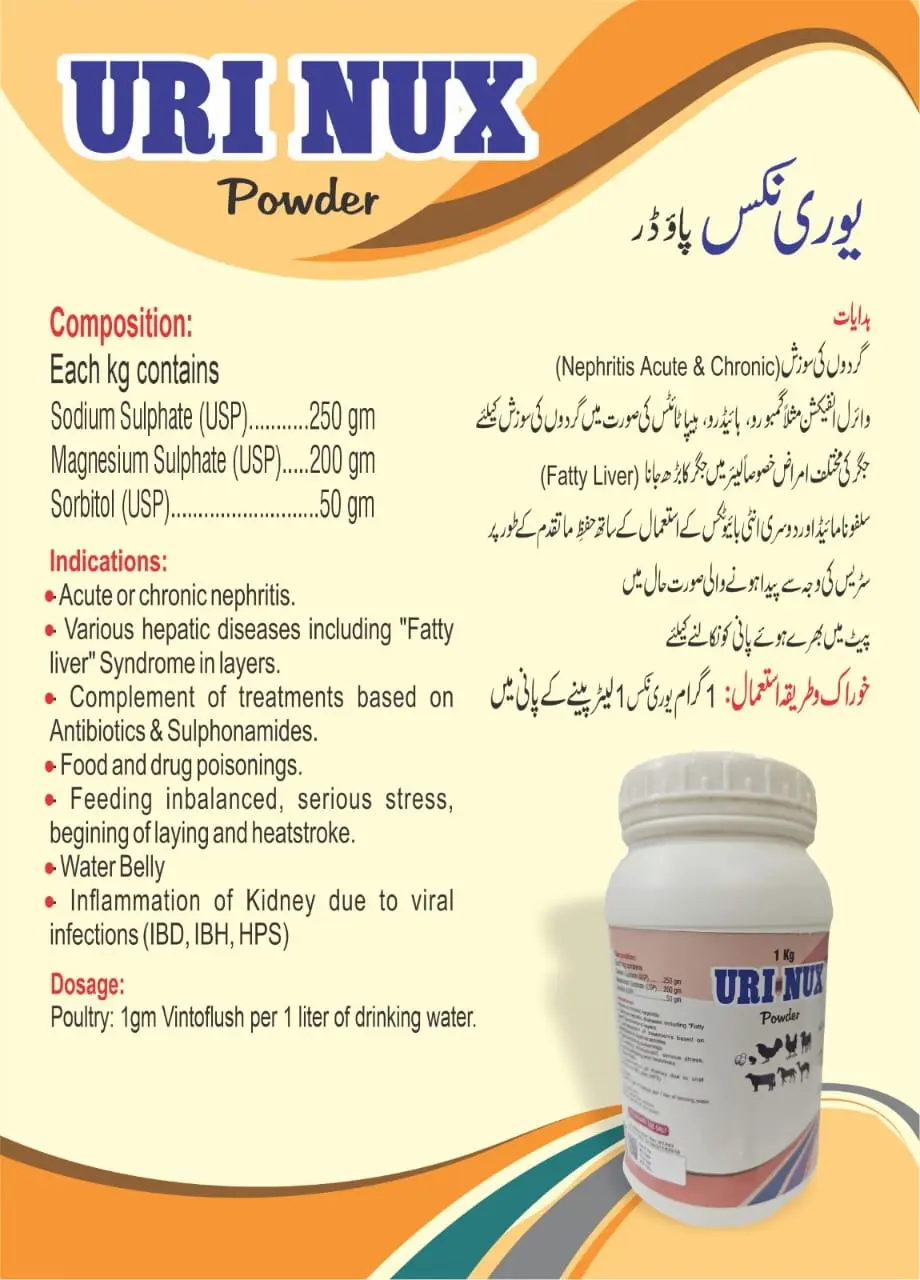 URI NUX
Powder
یوری نکس پاؤڈر
Composition:
Each kg contains
Sodium Sulphate (USP)...........250 gm
Magnesium Sulphate (USP).....200 gm
Sorbitol (USP)...........................50 gm
Indications:
• Acute or chronic nephritis.
• Various hepatic diseases including "Fatty
liver" Syndrome in layers.
• Complement of treatments based on
Antibiotics & Sulphonamides.
• Food and drug poisonings.
• Feeding inbalanced, serious stress,
begining of laying and heatstroke.
• Water Belly
• Inflammation of Kidney due to viral
infections (IBD, IBH, HPS)
Dosage:
Poultry: 1gm Vintoflush per 1 liter of drinking water.
ہدایات
گردوں کی سوزش (Nephritis Acute & Chronic)
وائرل انفیکشن مثلاً گمبورو، ہائیڈرو، ہیپاٹائٹس کی صورت میں گردوں کی سوزش کیلئے
جگر کی مختلف امراض خصوصاً لیئر میں جگر کا بڑھ جانا (Fatty Liver)
سلفونامائیڈ اور دوسری انٹی بائیوٹکس کے استعمال کے ساتھ حفظِ ماتقدم کے طور پر
سٹریس کی وجہ سے پیدا ہونے والی صورت حال میں
پیٹ میں بھرے ہوئے پانی کو نکالنے کیلئے
خوراک و طریقہ استعمال: 1 گرام یوری نکس 1 لیٹر پینے کے پانی میں
1 Kg
URI NUX
Powder